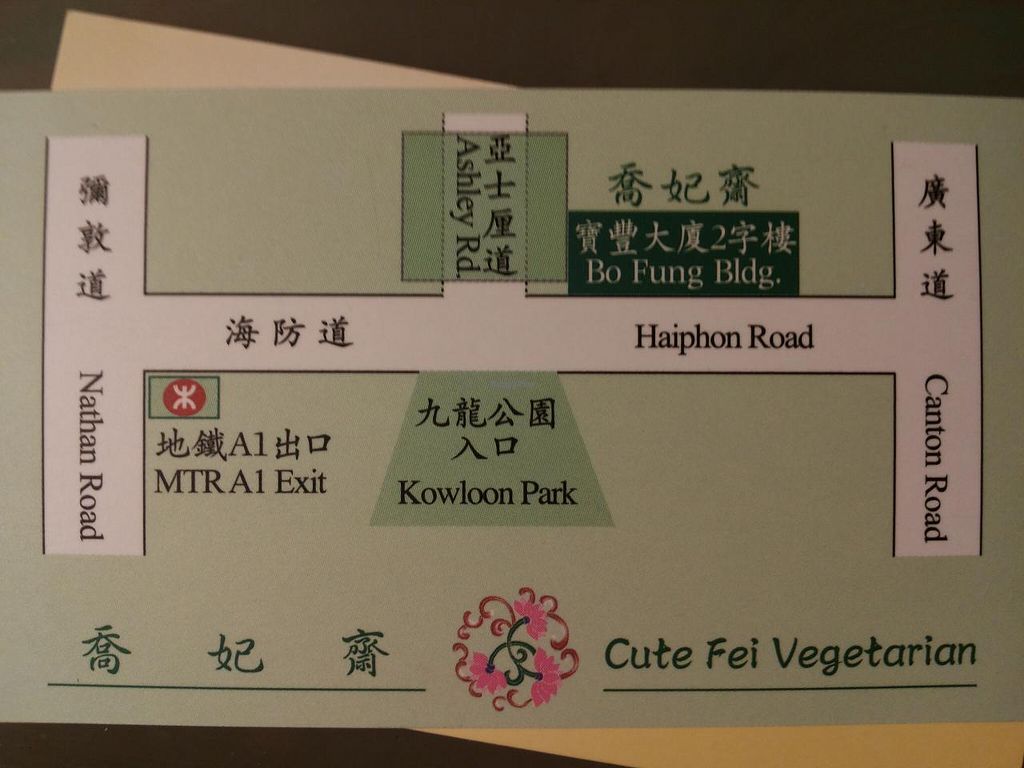 彌敦道
Nathan Road
亞士厘道
Ashley Rd.
喬妃齋
寶豐大廈2字樓
Bo Fung Bldg.
廣東道
Canton Road
海防道
Haiphon Road
地鐵A1出口
MTR A1 Exit
九龍公園
入口
Kowloon Park
喬妃齋
Cute Fei Vegetarian